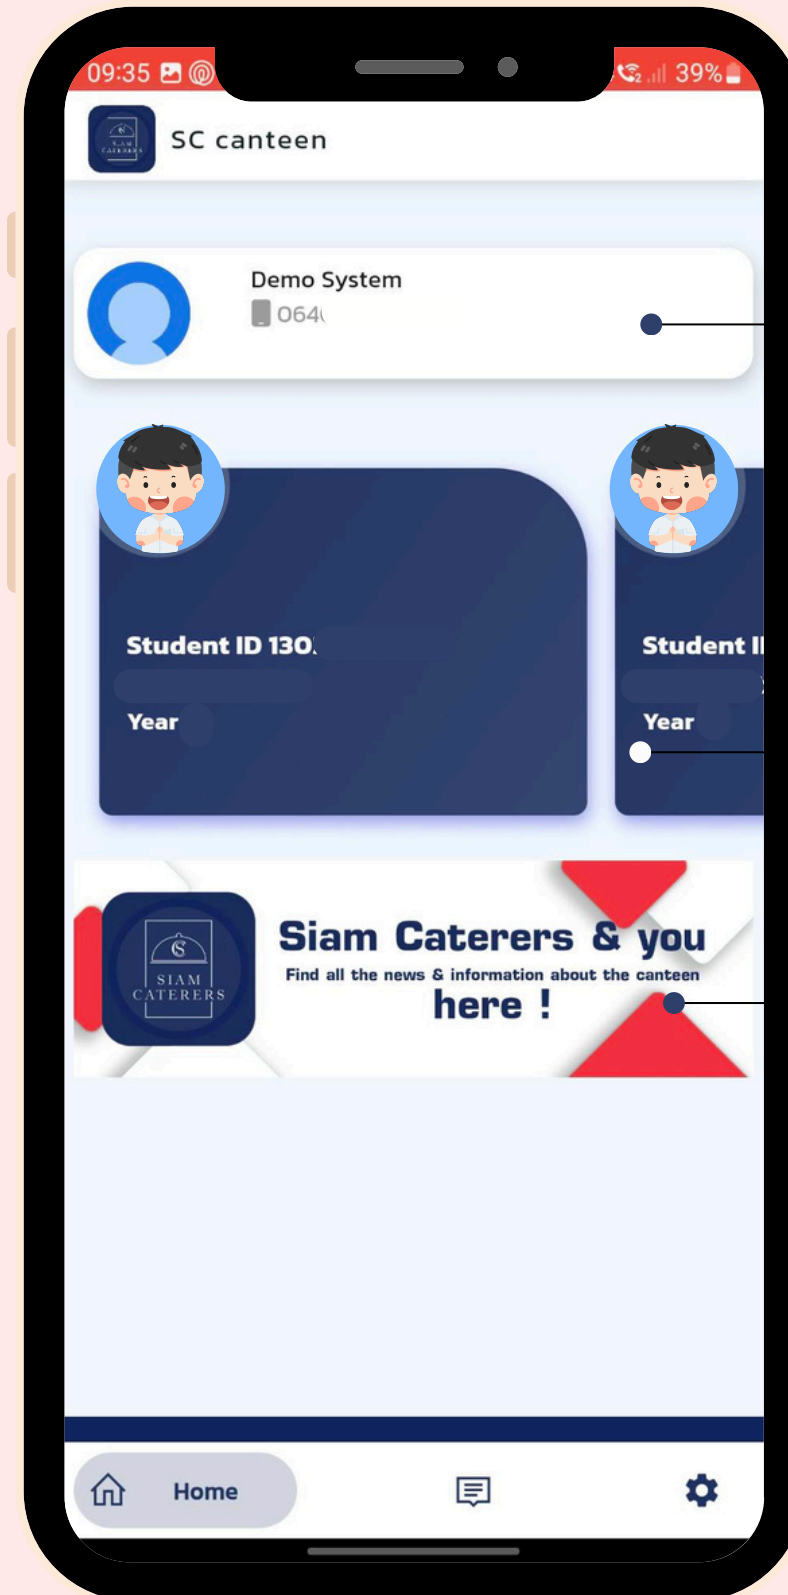 09:35
39%
SC canteen
Demo System
064
Student ID 130
Year
Student I
Year
SIAM
CATERERS
Siam Caterers & you
Find all the news & information about the canteen
here !
Home